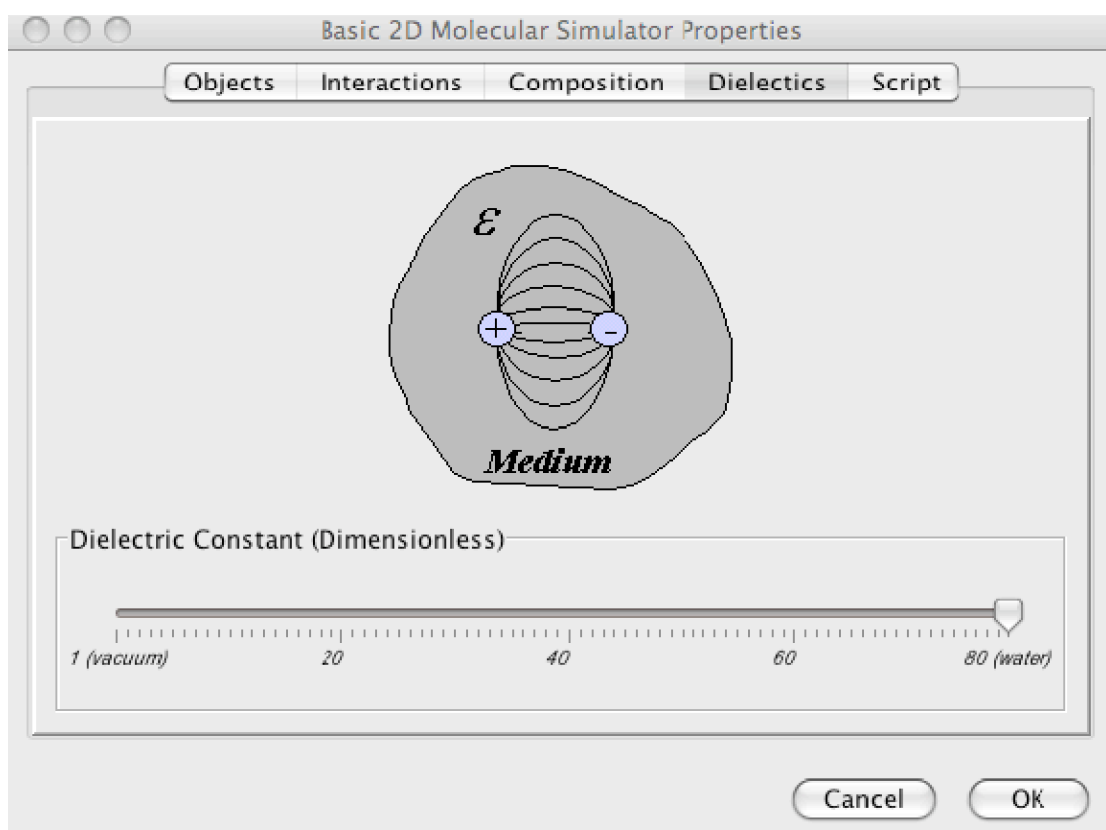 Basic 2D Molecular Simulator Properties
Objects Interactions Composition Dielectics Script
ε
+ -
Medium
Dielectric Constant (Dimensionless)
1 (vacuum) 20 40 60 80 (water)
Cancel OK